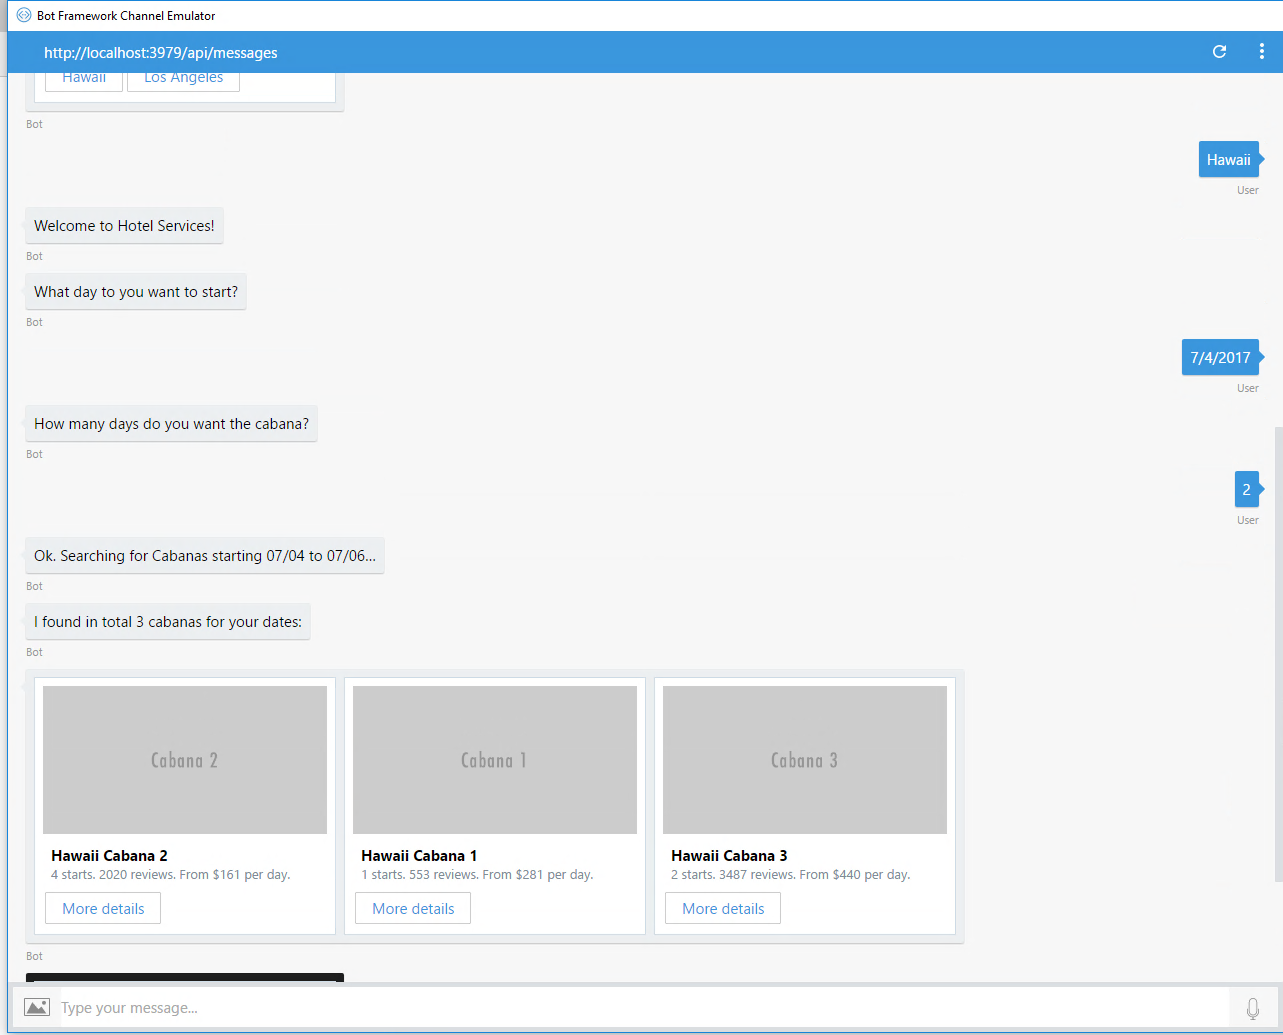 Bot Framework Channel Emulator
http://localhost:3979/api/messages
Hawaii Los Angeles
Bot
Hawaii
User
Welcome to Hotel Services!
Bot
What day to you want to start?
Bot
7/4/2017
User
How many days do you want the cabana?
Bot
2
User
Ok. Searching for Cabanas starting 07/04 to 07/06...
Bot
I found in total 3 cabanas for your dates:
Bot
Cabana 2
Hawaii Cabana 2
4 starts. 2020 reviews. From $161 per day.
More details
Cabana 1
Hawaii Cabana 1
1 starts. 553 reviews. From $281 per day.
More details
Cabana 3
Hawaii Cabana 3
2 starts. 3487 reviews. From $440 per day.
More details
Bot
Type your message...